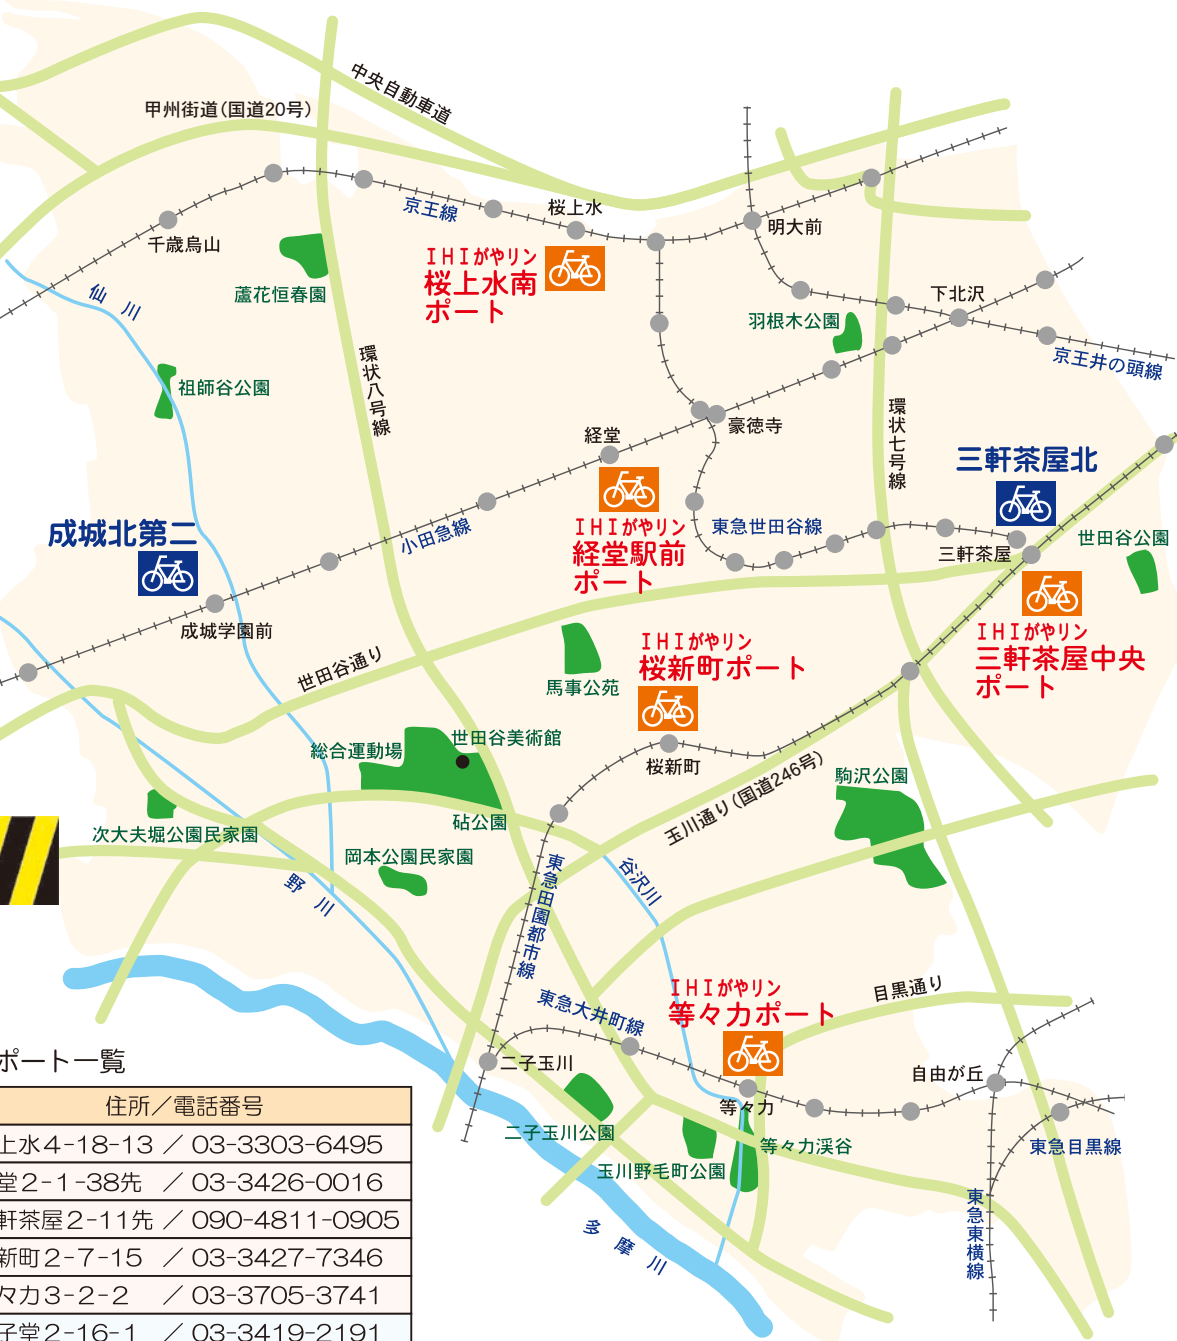 中央自動車道
甲州街道(国道20号)
京王線
桜上水
千歳烏山
明大前
IHIがやリン
桜上水南
ポート
仙川
蘆花恒春園
下北沢
羽根木公園
京王井の頭線
環状八号線
祖師谷公園
環状七号線
豪徳寺
経堂
三軒茶屋北
成城北第二
小田急線
IHIがやリン
経堂駅前
ポート
東急世田谷線
三軒茶屋
世田谷公園
成城学園前
IHIがやリン
三軒茶屋中央
ポート
世田谷通り
IHIがやリン
桜新町ポート
馬事公苑
総合運動場
世田谷美術館
桜新町
玉川通り(国道246号)
駒沢公園
次大夫堀公園民家園
砧公園
岡本公園民家園
東急田園都市線
谷沢川
野川
目黒通り
東急大井町線
IHIがやリン
等々力ポート
二子玉川
自由が丘
等々力
二子玉川公園
等々力渓谷
玉川野毛町公園
東急目黒線
東急東横線
多摩川
ポート一覧
住所/電話番号
上水4-18-13 / 03-3303-6495
堂2-1-38先 / 03-3426-0016
軒茶屋2-11先 / 090-4811-0905
新町2-7-15 / 03-3427-7346
々力3-2-2 / 03-3705-3741
子堂2-16-1 / 03-3419-2191